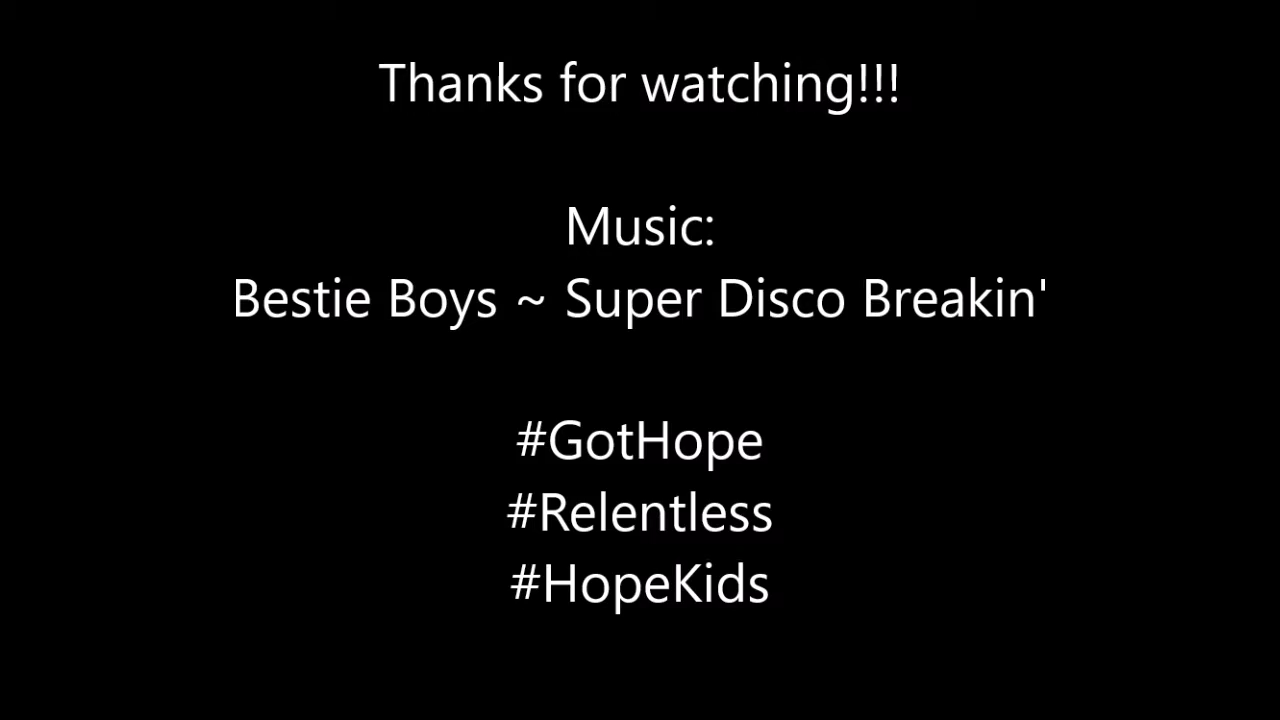 Thanks for watching!!!
Music:
Bestie Boys ~ Super Disco Breakin'
#GotHope
#Relentless
#HopeKids